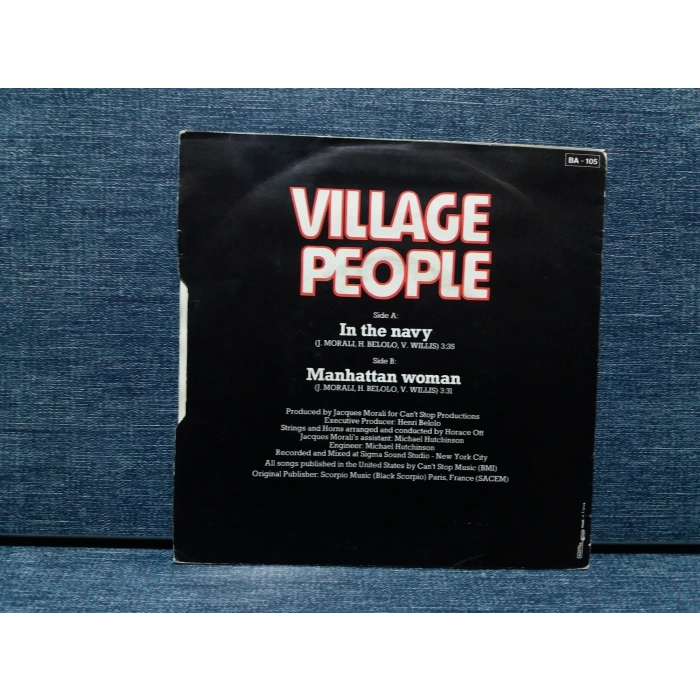 BA - 105
VILLAGE
PEOPLE
Side A:
In the navy
(J. MORALI, H. BELOLO, V. WILLIS) 3:35
Side B:
Manhattan woman
(J. MORALI, H. BELOLO, V. WILLIS) 3:31
Produced by Jacques Morali for Can't Stop Productions
Executive Producer: Henri Belolo
Strings and Horns arranged and conducted by Horace Ott
Jacques Morali's assistant: Michael Hutchinson
Engineer: Michael Hutchinson
Recorded and Mixed at Sigma Sound Studio - New York City
All songs published in the United States by Can't Stop Music (BMI)
Original Publisher: Scorpio Music (Black Scorpio) Paris, France (SACEM)